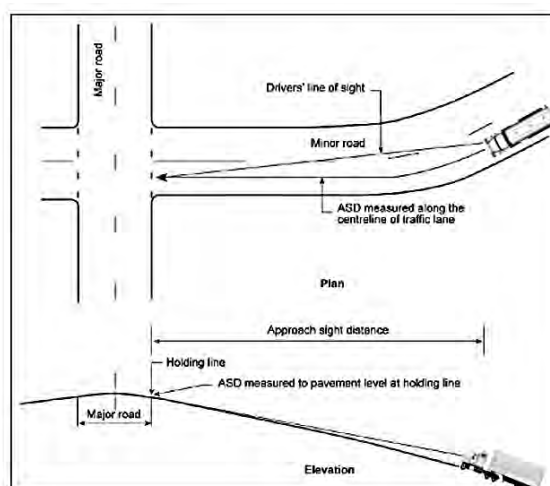 Major road
Drivers' line of sight
Minor road
ASD measured along the
centreline of traffic lane
Plan
Approach sight distance
Holding line
ASD measured to pavement level at holding line
Major road
Elevation